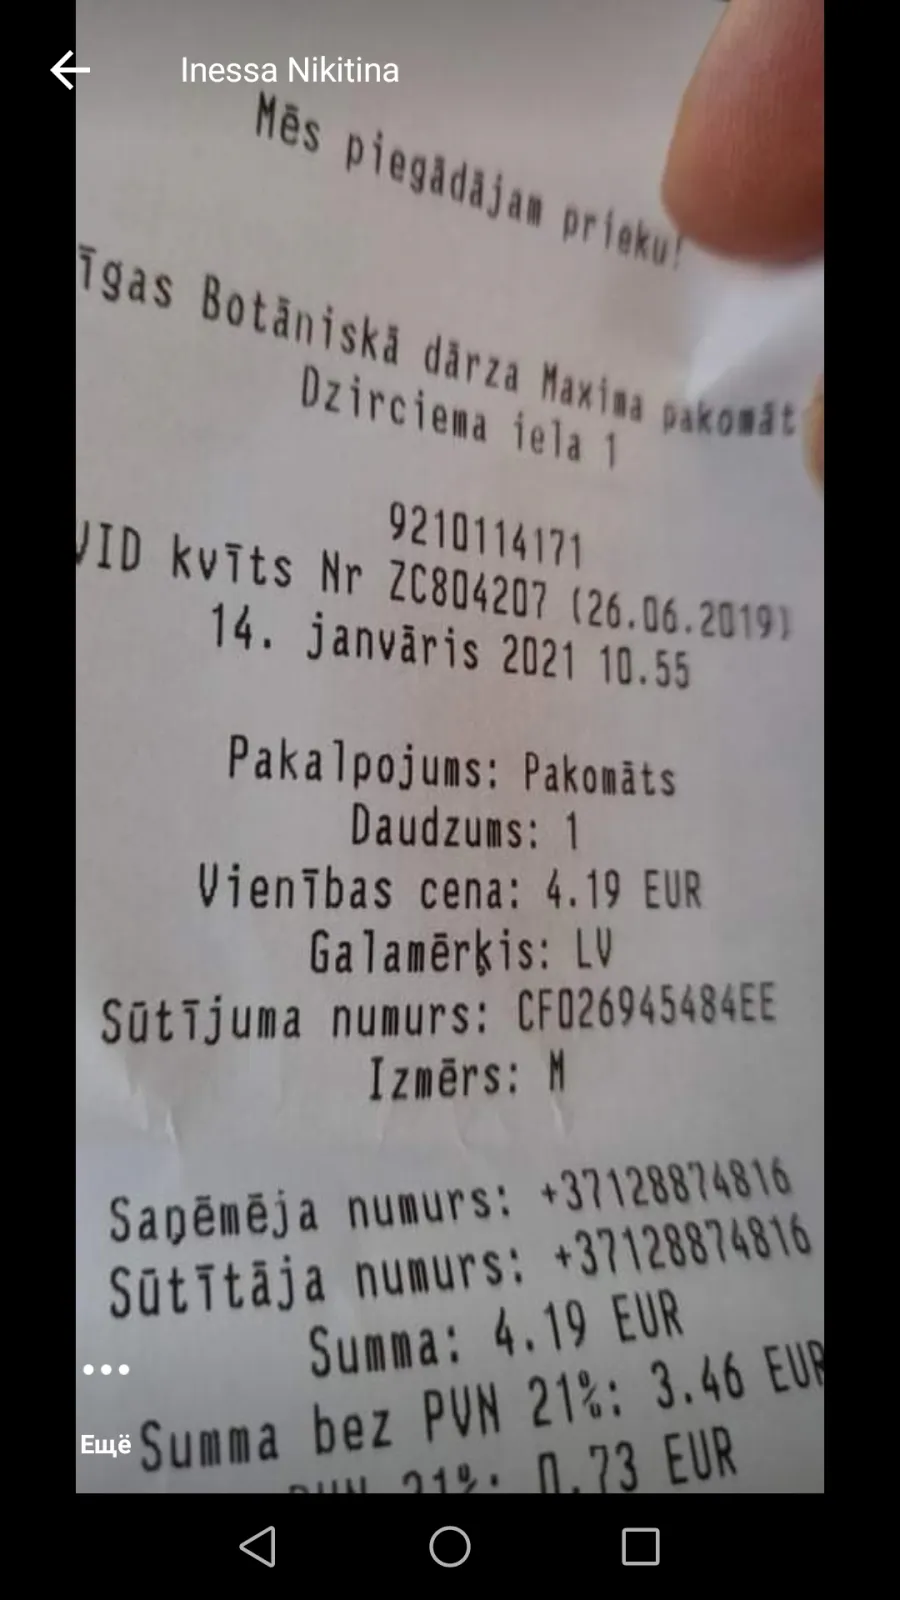 Inessa Nikitina
Mēs piegādājam prieku!
īgas Botāniskā dārza Maxima pakomāt
Dzirciema iela 1
9210114171
VID kvīts Nr ZC804207 (26.06.2019)
14. janvāris 2021 10.55
Pakalpojums: Pakomāts
Daudzums: 1
Vienības cena: 4.19 EUR
Galamērķis: LV
Sūtījuma numurs: CF026945484EE
Izmērs: M
Saņēmēja numurs: +37128874816
Sūtītāja numurs: +37128874816
Summa: 4.19 EUR
Ещё
Summa bez PVN 21%: 3.46 EUR
PVN 21%: 0.73 EUR